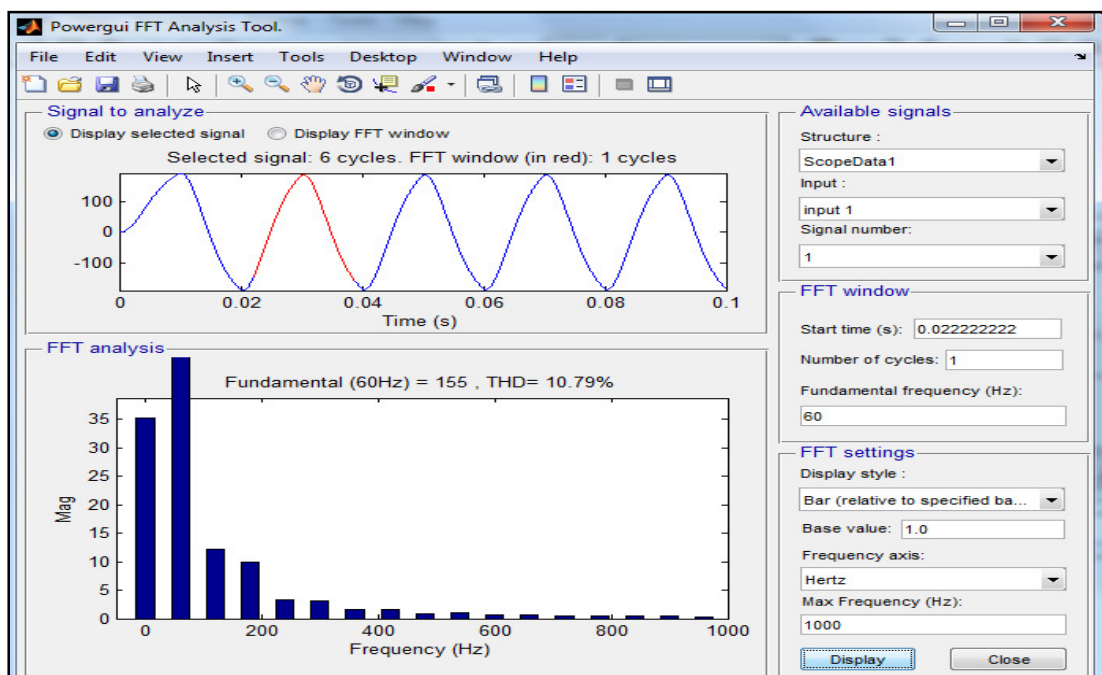 Powergui FFT Analysis Tool.
File Edit View Insert Tools Desktop Window Help
Signal to analyze
Display selected signal Display FFT window
Selected signal: 6 cycles. FFT window (in red): 1 cycles
100
0
-100
0 0.02 0.04 0.06 0.08 0.1
Time (s)
FFT analysis
Fundamental (60Hz) = 155 , THD= 10.79%
35
30
25
20
15
10
5
0
Mag
0 200 400 600 800 1000
Frequency (Hz)
Available signals
Structure :
ScopeData1
Input :
input 1
Signal number:
1
FFT window
Start time (s): 0.022222222
Number of cycles: 1
Fundamental frequency (Hz):
60
FFT settings
Display style :
Bar (relative to specified ba...
Base value: 1.0
Frequency axis:
Hertz
Max Frequency (Hz):
1000
Display Close